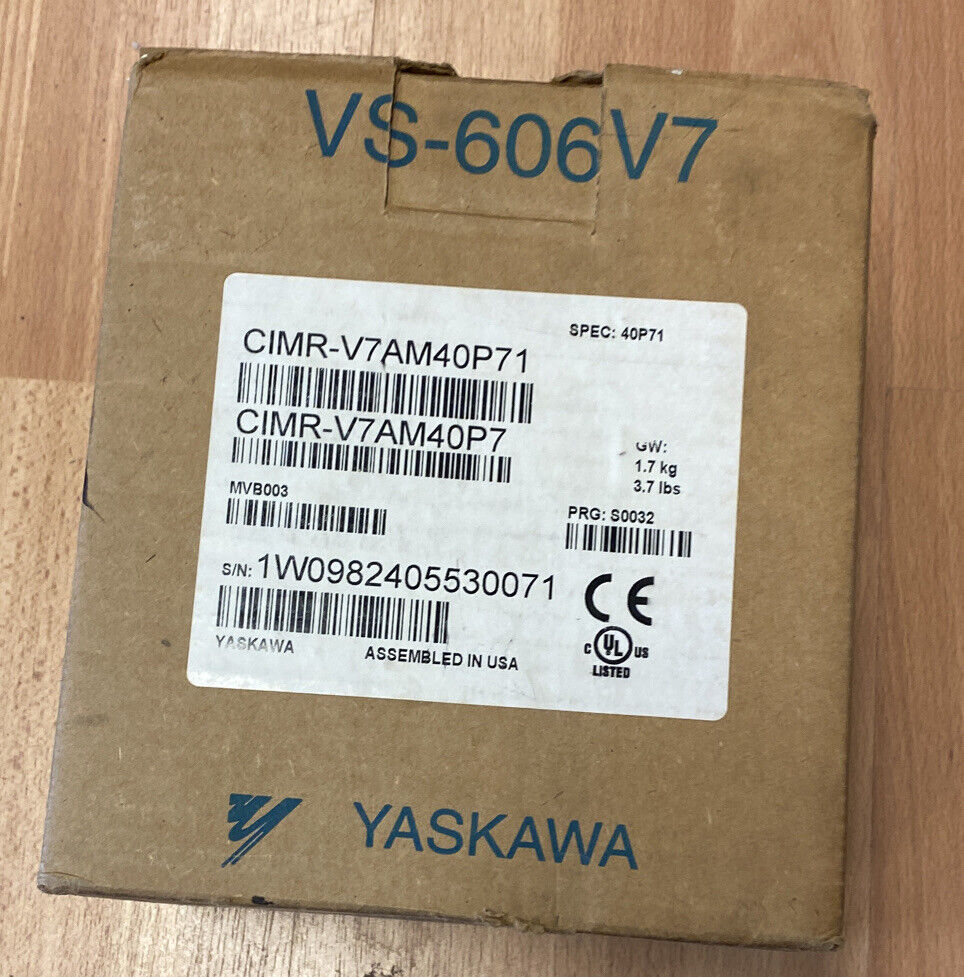 VS-606V7
SPEC: 40P71
CIMR-V7AM40P71
CIMR-V7AM40P7
GW:
1.7 kg
3.7 lbs
MVB003
PRG: S0032
S/N: 1W0982405530071
CE
C UL US
LISTED
YASKAWA
ASSEMBLED IN USA
YASKAWA